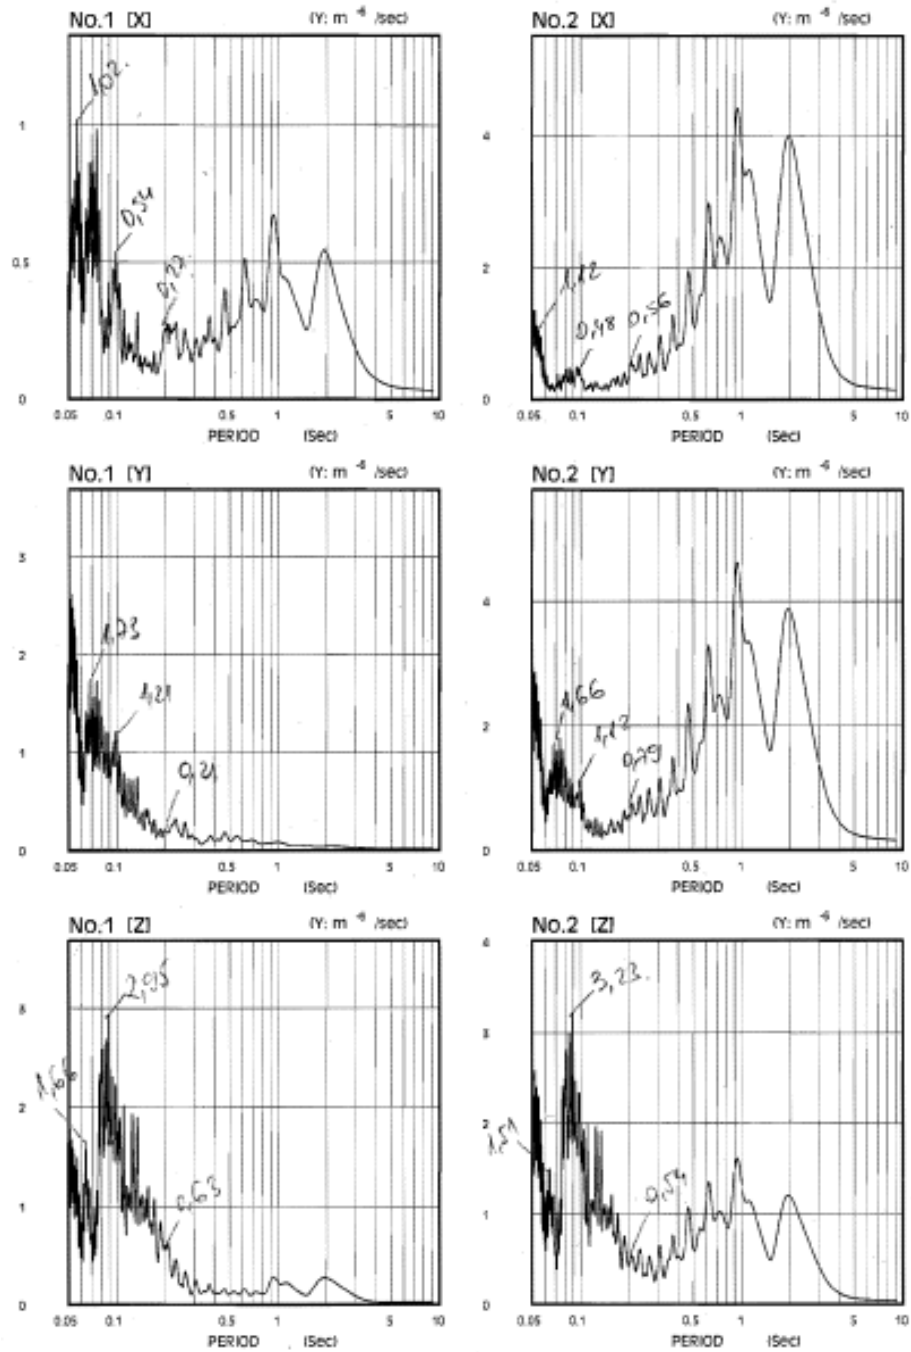 No.1 [X] (Y: m⁻⁶ /sec)
1,02.
1
0,54
0.5
0,27
0
0.05 0.1 0.5 1 5 10
PERIOD (Sec)
No.2 [X] (Y: m⁻⁶ /sec)
4
2
1,12
0,48 0,56
0
0.05 0.1 0.5 1 5 10
PERIOD (Sec)
No.1 [Y] (Y: m⁻⁶ /sec)
3
2
1,73
1,21
1
0,21
0
0.05 0.1 0.5 1 5 10
PERIOD (Sec)
No.2 [Y] (Y: m⁻⁶ /sec)
4
1,66
2
1,12
0,79
0
0.05 0.1 0.5 1 5 10
PERIOD (Sec)
No.1 [Z] (Y: m⁻⁶ /sec)
2,95
3
2
0,63
1
0
0.05 0.1 0.5 1 5 10
PERIOD (Sec)
No.2 [Z] (Y: m⁻⁶ /sec)
4
3,23.
3
2
1,51
0,54
1
0
0.05 0.1 0.5 1 5 10
PERIOD (Sec)